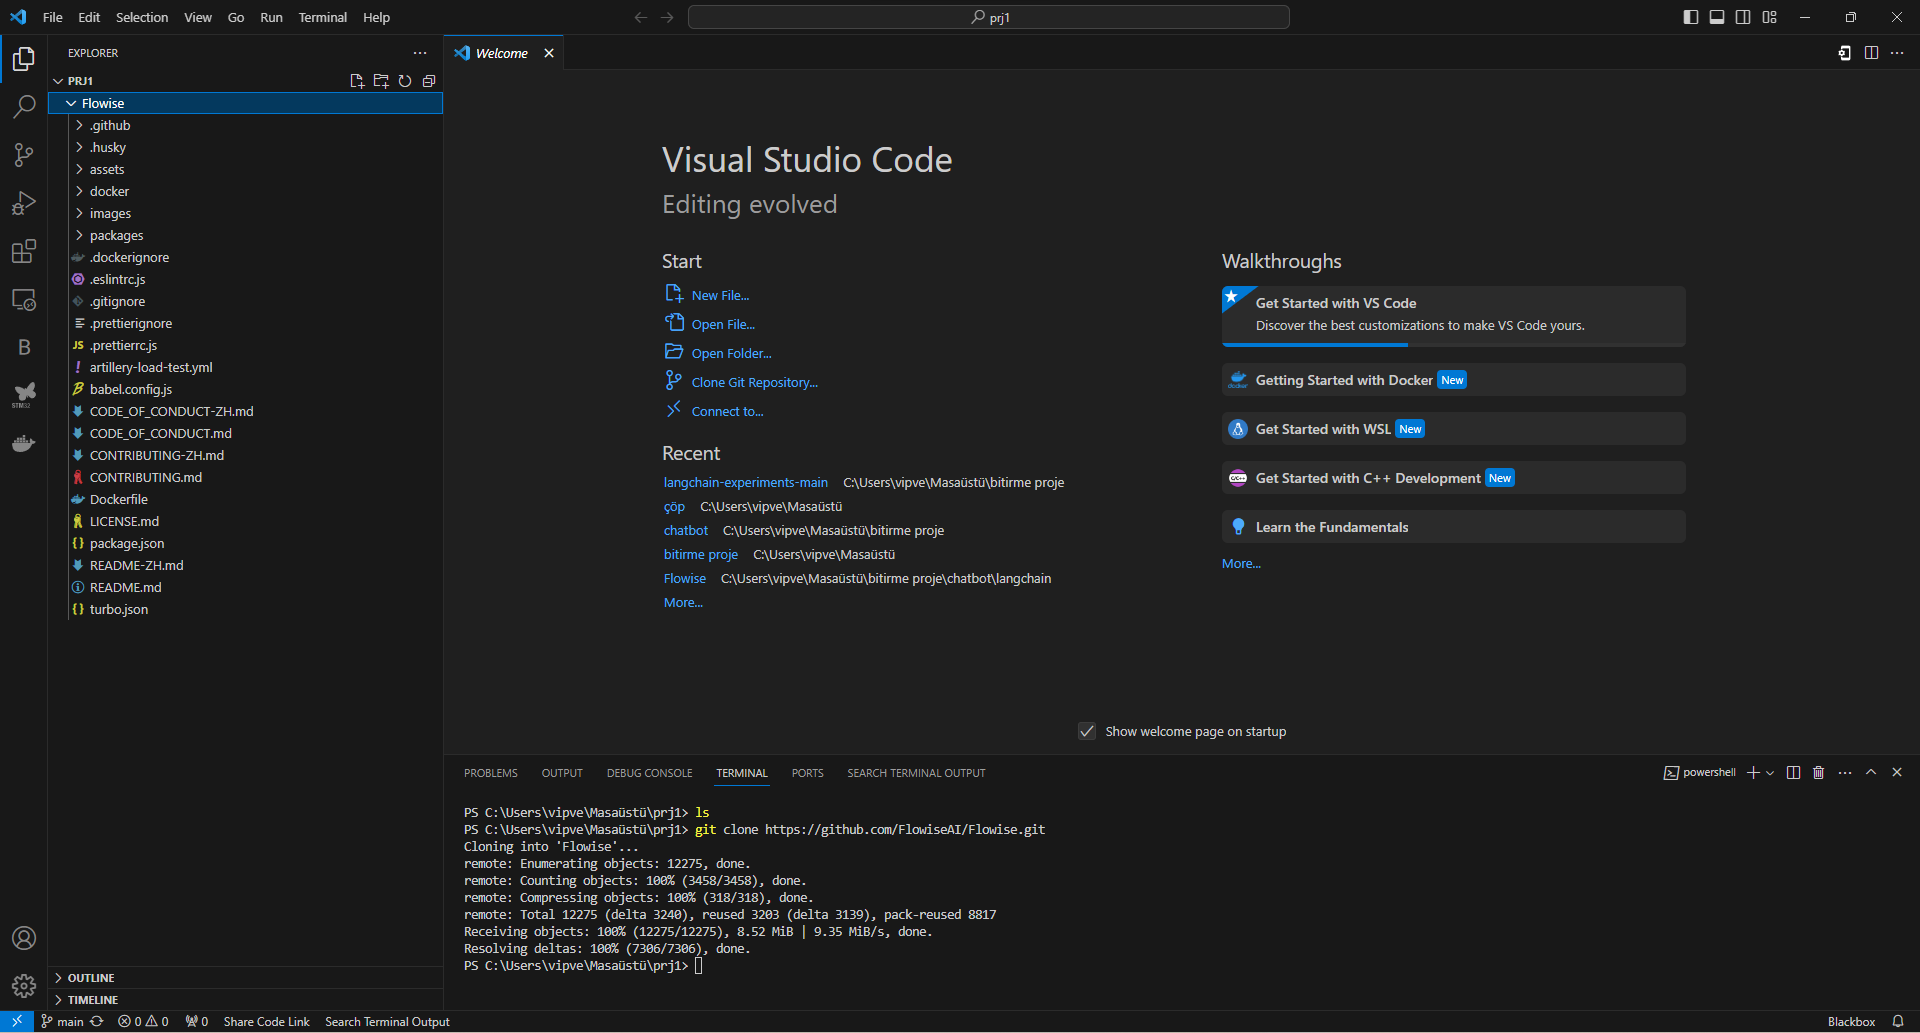 File Edit Selection View Go Run Terminal Help
prj1
EXPLORER
PRJ1
Flowise
.github
.husky
assets
docker
images
packages
.dockerignore
.eslintrc.js
.gitignore
.prettierignore
JS .prettierrc.js
! artillery-load-test.yml
babel.config.js
CODE_OF_CONDUCT-ZH.md
CODE_OF_CONDUCT.md
CONTRIBUTING-ZH.md
CONTRIBUTING.md
Dockerfile
LICENSE.md
{} package.json
README-ZH.md
README.md
{} turbo.json
OUTLINE
TIMELINE
B
STM32
Welcome
Visual Studio Code
Editing evolved
Start
New File...
Open File...
Open Folder...
Clone Git Repository...
Connect to...
Recent
langchain-experiments-main C:\Users\vipve\Masaüstü\bitirme proje
çöp C:\Users\vipve\Masaüstü
chatbot C:\Users\vipve\Masaüstü\bitirme proje
bitirme proje C:\Users\vipve\Masaüstü
Flowise C:\Users\vipve\Masaüstü\bitirme proje\chatbot\langchain
More...
Walkthroughs
Get Started with VS Code
Discover the best customizations to make VS Code yours.
docker Getting Started with Docker New
Get Started with WSL New
C/C++ Get Started with C++ Development New
Learn the Fundamentals
More...
Show welcome page on startup
PROBLEMS OUTPUT DEBUG CONSOLE TERMINAL PORTS SEARCH TERMINAL OUTPUT
powershell
PS C:\Users\vipve\Masaüstü\prj1> ls
PS C:\Users\vipve\Masaüstü\prj1> git clone https://github.com/FlowiseAI/Flowise.git
Cloning into 'Flowise'...
remote: Enumerating objects: 12275, done.
remote: Counting objects: 100% (3458/3458), done.
remote: Compressing objects: 100% (318/318), done.
remote: Total 12275 (delta 3240), reused 3203 (delta 3139), pack-reused 8817
Receiving objects: 100% (12275/12275), 8.52 MiB | 9.35 MiB/s, done.
Resolving deltas: 100% (7306/7306), done.
PS C:\Users\vipve\Masaüstü\prj1>
main 0 0 0 Share Code Link Search Terminal Output
Blackbox